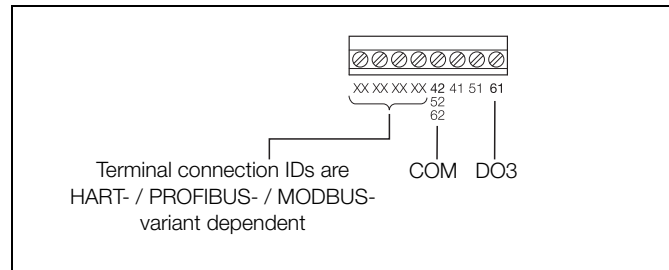 XX XX XX XX 42 41 51 61
52
62
Terminal connection IDs are
HART- / PROFIBUS- / MODBUS-
variant dependent
COM DO3